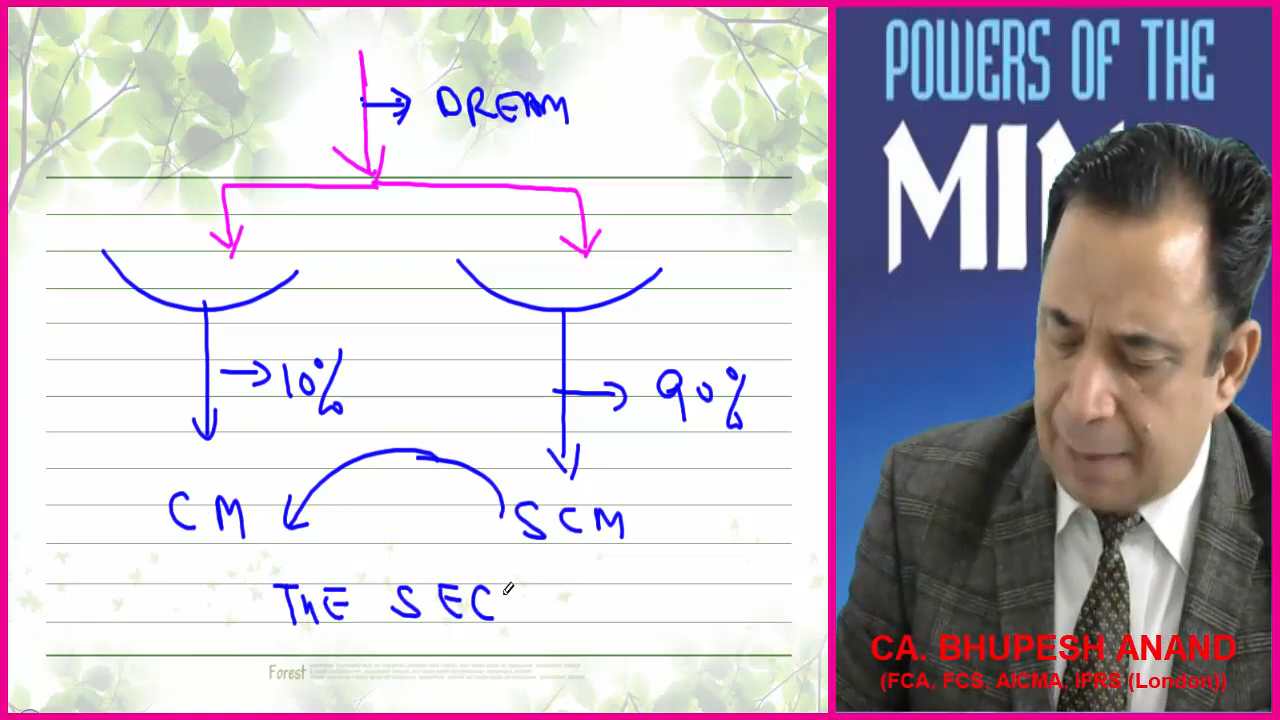 DREAM
10%
90%
CM
SCM
ThE SEC
Forest
POWERS OF THE
CA. BHUPESH ANAND
(FCA, FCS, AICMA, IFRS (London))